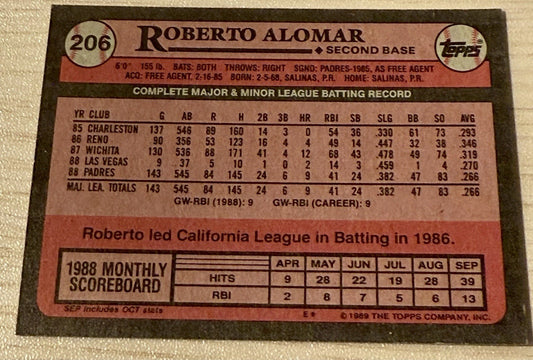 206 ROBERTO ALOMAR
SECOND BASE
topps
6'0" 155 lb. BATS: BOTH THROWS: RIGHT SGND: PADRES-1985, AS FREE AGENT
ACQ: FREE AGENT, 2-16-85 BORN: 2-5-68, SALINAS, P.R. HOME: SALINAS, P.R.
COMPLETE MAJOR & MINOR LEAGUE BATTING RECORD
YR CLUB G AB R H 2B 3B HR RBI SB SLG BB SO AVG
85 CHARLESTON 137 546 89 160 14 3 0 54 36 .330 61 73 .293
86 RENO 90 356 53 123 16 4 4 49 14 .447 32 38 .346
87 WICHITA 130 536 88 171 41 4 12 68 43 .478 49 74 .319
88 LAS VEGAS 9 37 5 10 1 0 2 14 3 .459 1 4 .270
88 PADRES 143 545 84 145 24 6 9 41 24 .382 47 83 .266
MAJ. LEA. TOTALS 143 545 84 145 24 6 9 41 24 .382 47 83 .266
GW-RBI (1988): 9 GW-RBI (CAREER): 9
Roberto led California League in Batting in 1986.
1988 MONTHLY
SCOREBOARD
APR MAY JUN JUL AUG SEP
HITS 9 28 22 19 28 39
RBI 2 8 7 5 6 13
SEP includes OCT stats
E* © 1989 THE TOPPS COMPANY, INC.